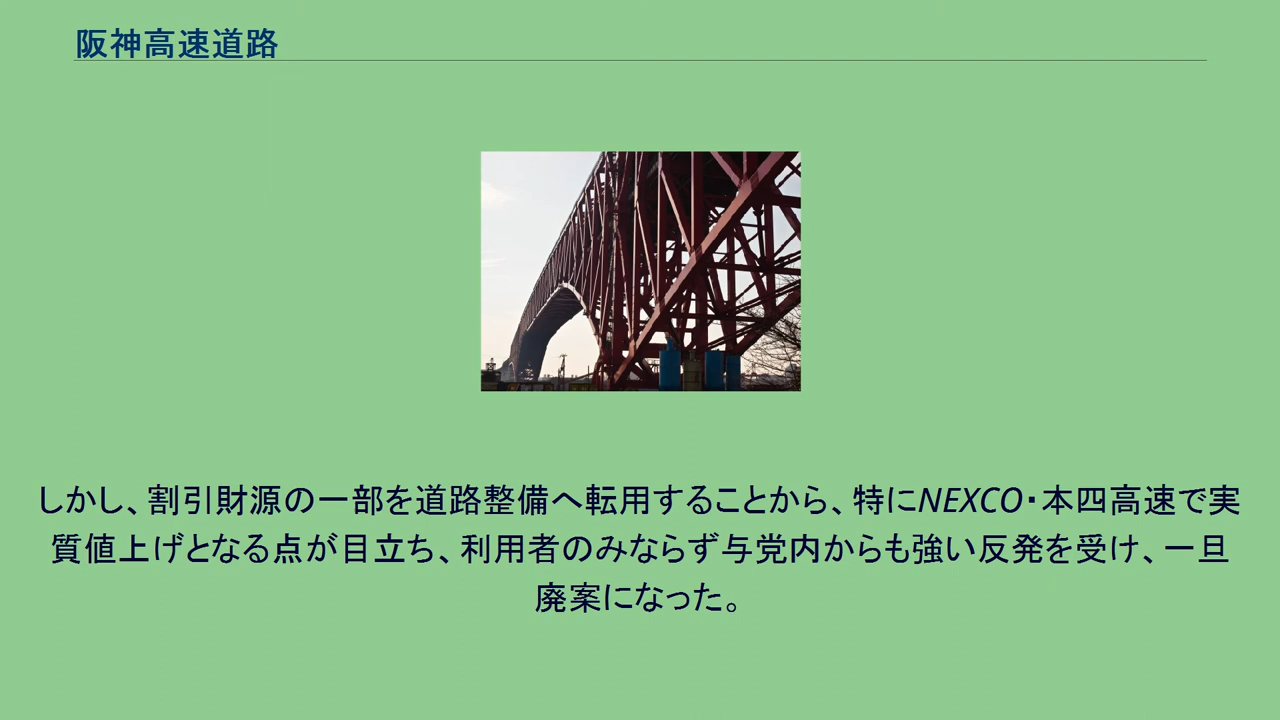 阪神高速道路
しかし、割引財源の一部を道路整備へ転用することから、特にNEXCO・本四高速で実
質値上げとなる点が目立ち、利用者のみならず与党内からも強い反発を受け、一旦
廃案になった。